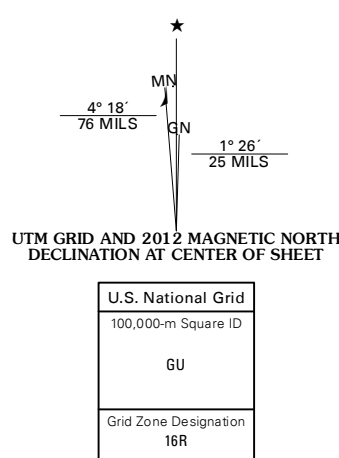 ★
MN
4° 18´
76 MILS
GN
1° 26´
25 MILS
UTM GRID AND 2012 MAGNETIC NORTH
DECLINATION AT CENTER OF SHEET
U.S. National Grid
100,000-m Square ID
GU
Grid Zone Designation
16R